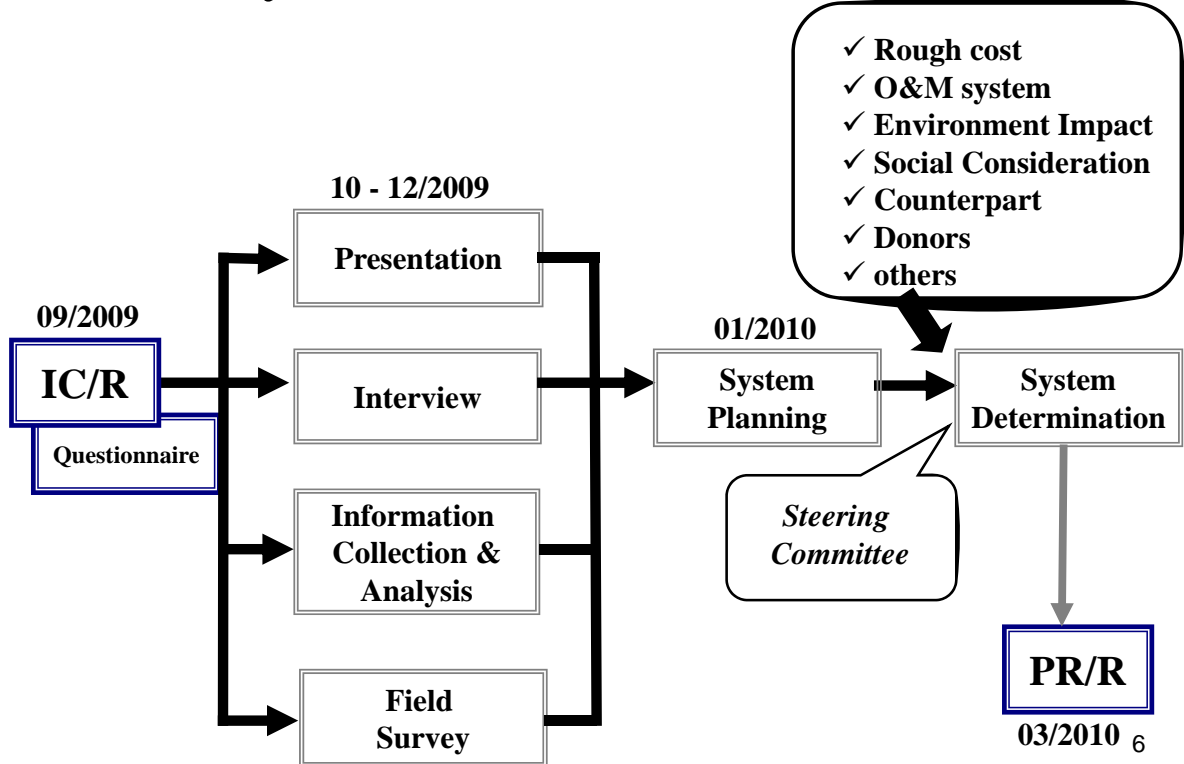 ✓ Rough cost
✓ O&M system
✓ Environment Impact
✓ Social Consideration
✓ Counterpart
✓ Donors
✓ others
10 - 12/2009
Presentation
09/2009
IC/R
Questionnaire
Interview
Information
Collection &
Analysis
Field
Survey
01/2010
System
Planning
System
Determination
Steering
Committee
PR/R
03/2010
6